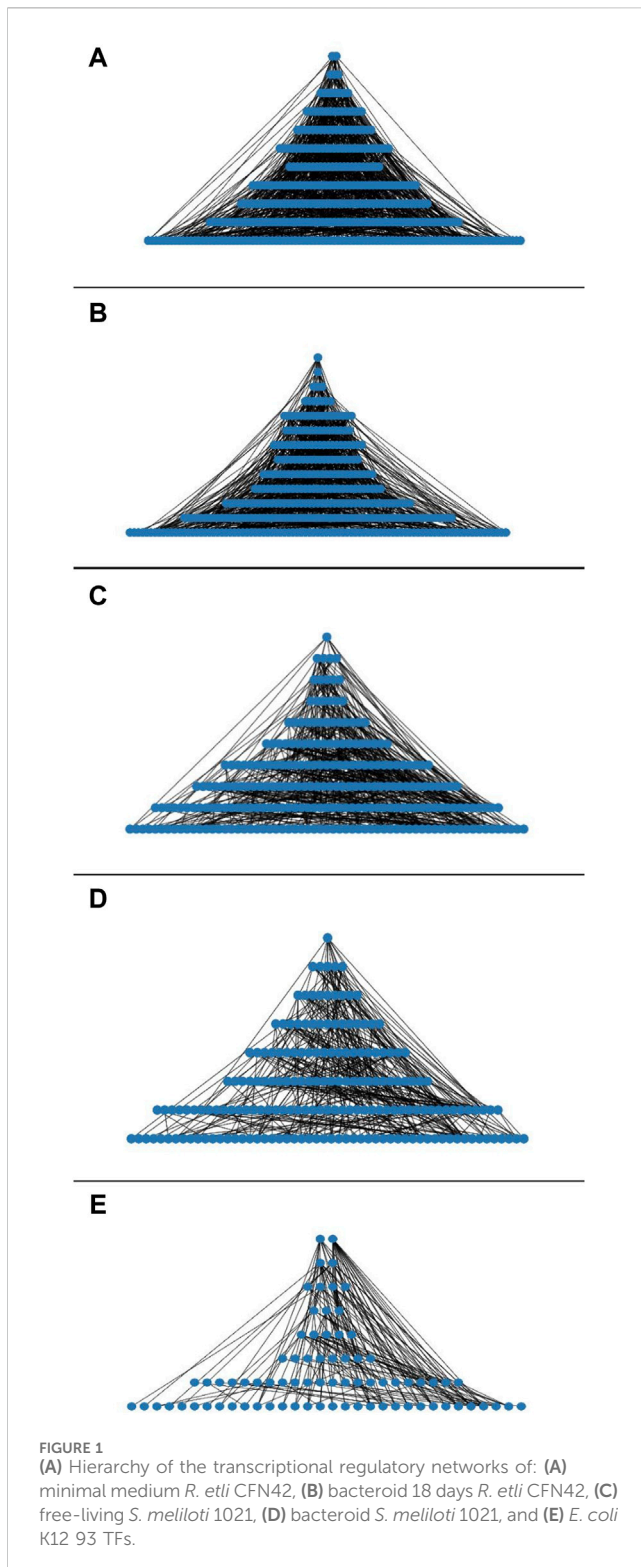 A
B
C
D
E
FIGURE 1
(A) Hierarchy of the transcriptional regulatory networks of: (A)
minimal medium R. etli CFN42, (B) bacteroid 18 days R. etli CFN42, (C)
free-living S. meliloti 1021, (D) bacteroid S. meliloti 1021, and (E) E. coli
K12 93 TFs.